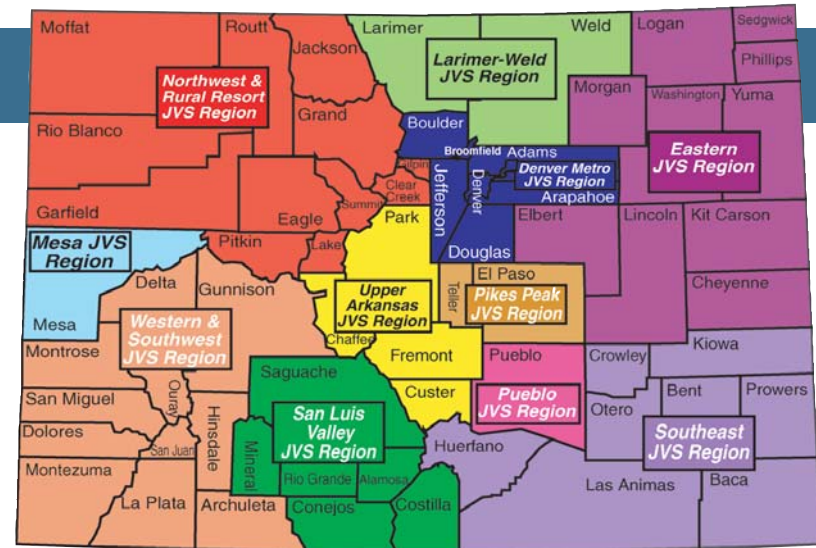 Moffat
Routt
Jackson
Larimer
Weld
Logan
Sedgwick
Phillips
Northwest &
Rural Resort
JVS Region
Larimer-Weld
JVS Region
Morgan
Washington
Yuma
Rio Blanco
Grand
Boulder
Broomfield
Adams
Eastern
JVS Region
Gilpin
Clear
Creek
Jefferson
Denver
Denver Metro
JVS Region
Arapahoe
Garfield
Eagle
Summit
Park
Douglas
Elbert
Lincoln
Kit Carson
Mesa JVS
Region
Pitkin
Lake
Mesa
Delta
Gunnison
Upper
Arkansas
JVS Region
Teller
El Paso
Pikes Peak
JVS Region
Cheyenne
Western &
Southwest
JVS Region
Chaffee
Fremont
Pueblo
Crowley
Kiowa
Montrose
Saguache
Custer
Pueblo
JVS Region
Bent
Prowers
San Miguel
Ouray
Hinsdale
San Luis
Valley
JVS Region
Otero
Southeast
JVS Region
Dolores
San Juan
Mineral
Huerfano
Montezuma
Rio Grande
Alamosa
Las Animas
Baca
La Plata
Archuleta
Conejos
Costilla